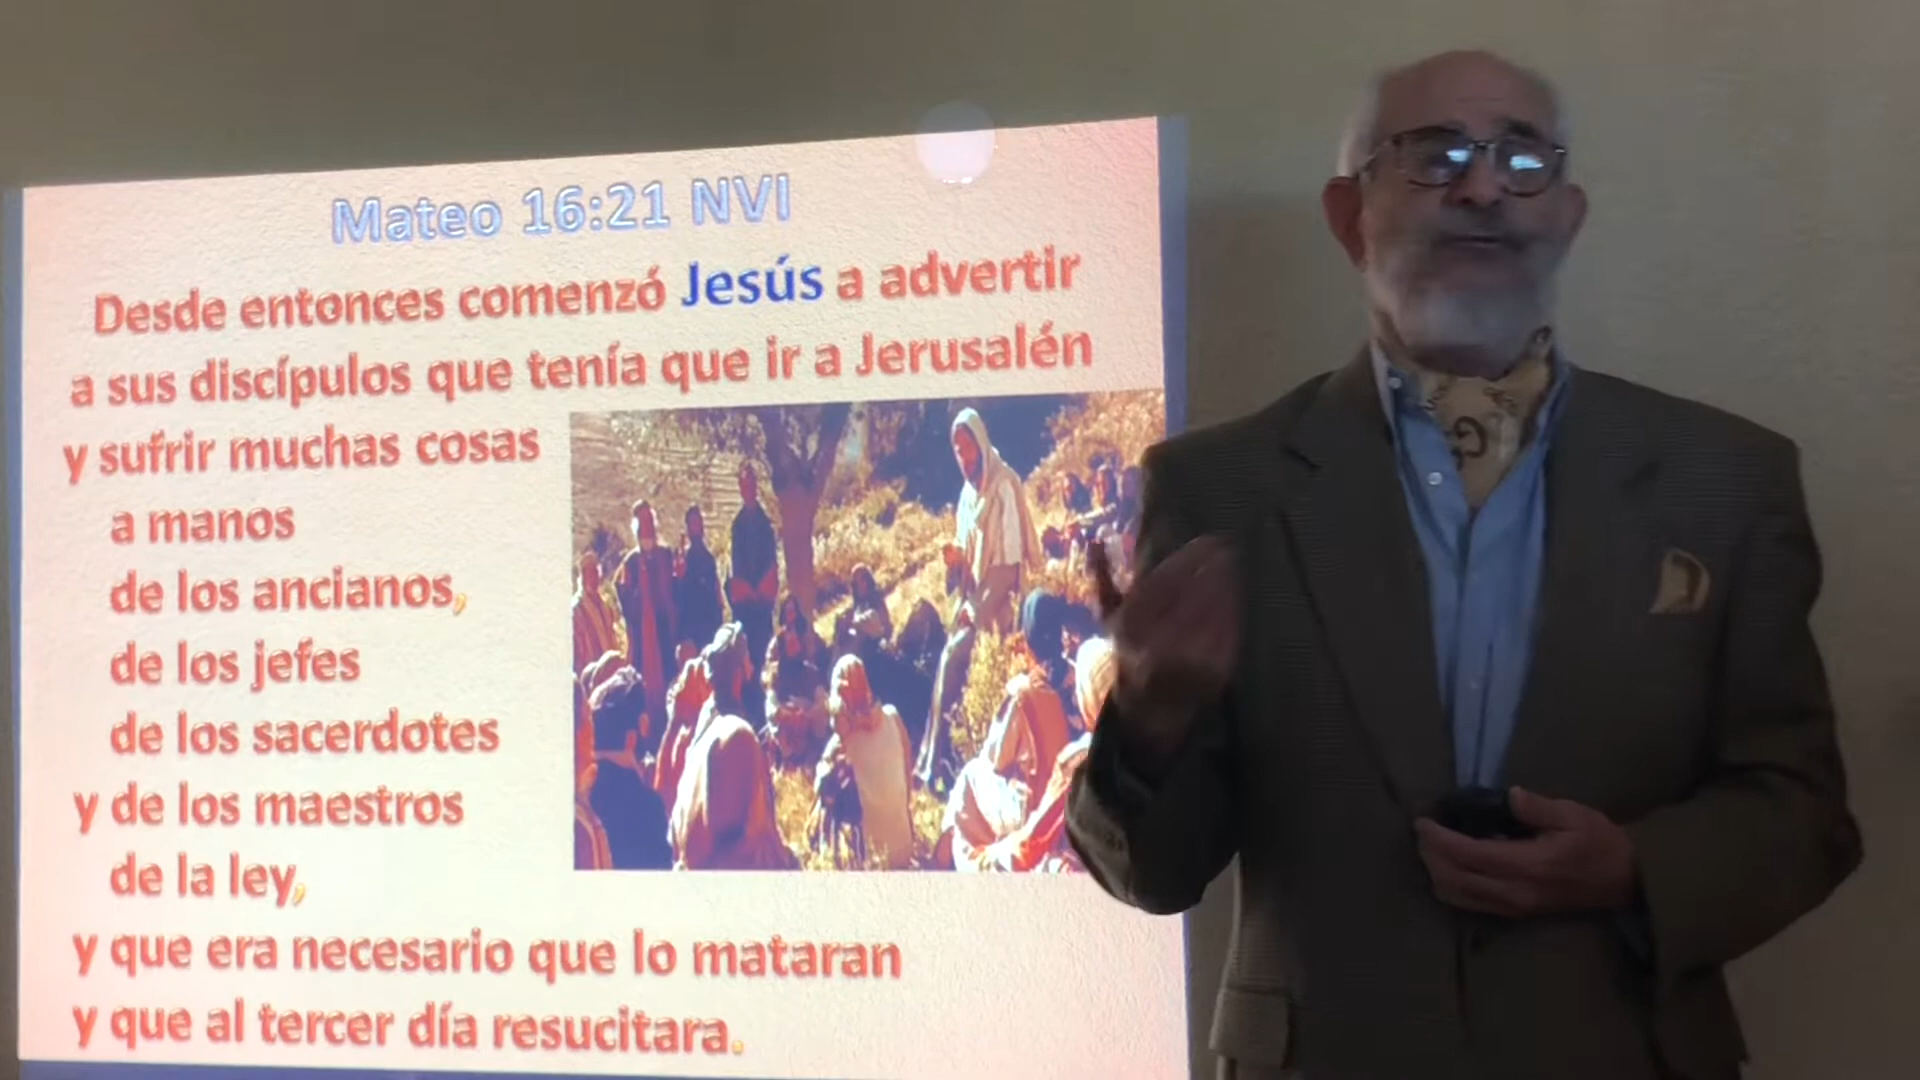 Mateo 16:21 NVI
Desde entonces comenzó Jesús a advertir
a sus discípulos que tenía que ir a Jerusalén
y sufrir muchas cosas
a manos
de los ancianos,
de los jefes
de los sacerdotes
y de los maestros
de la ley,
y que era necesario que lo mataran
y que al tercer día resucitara.